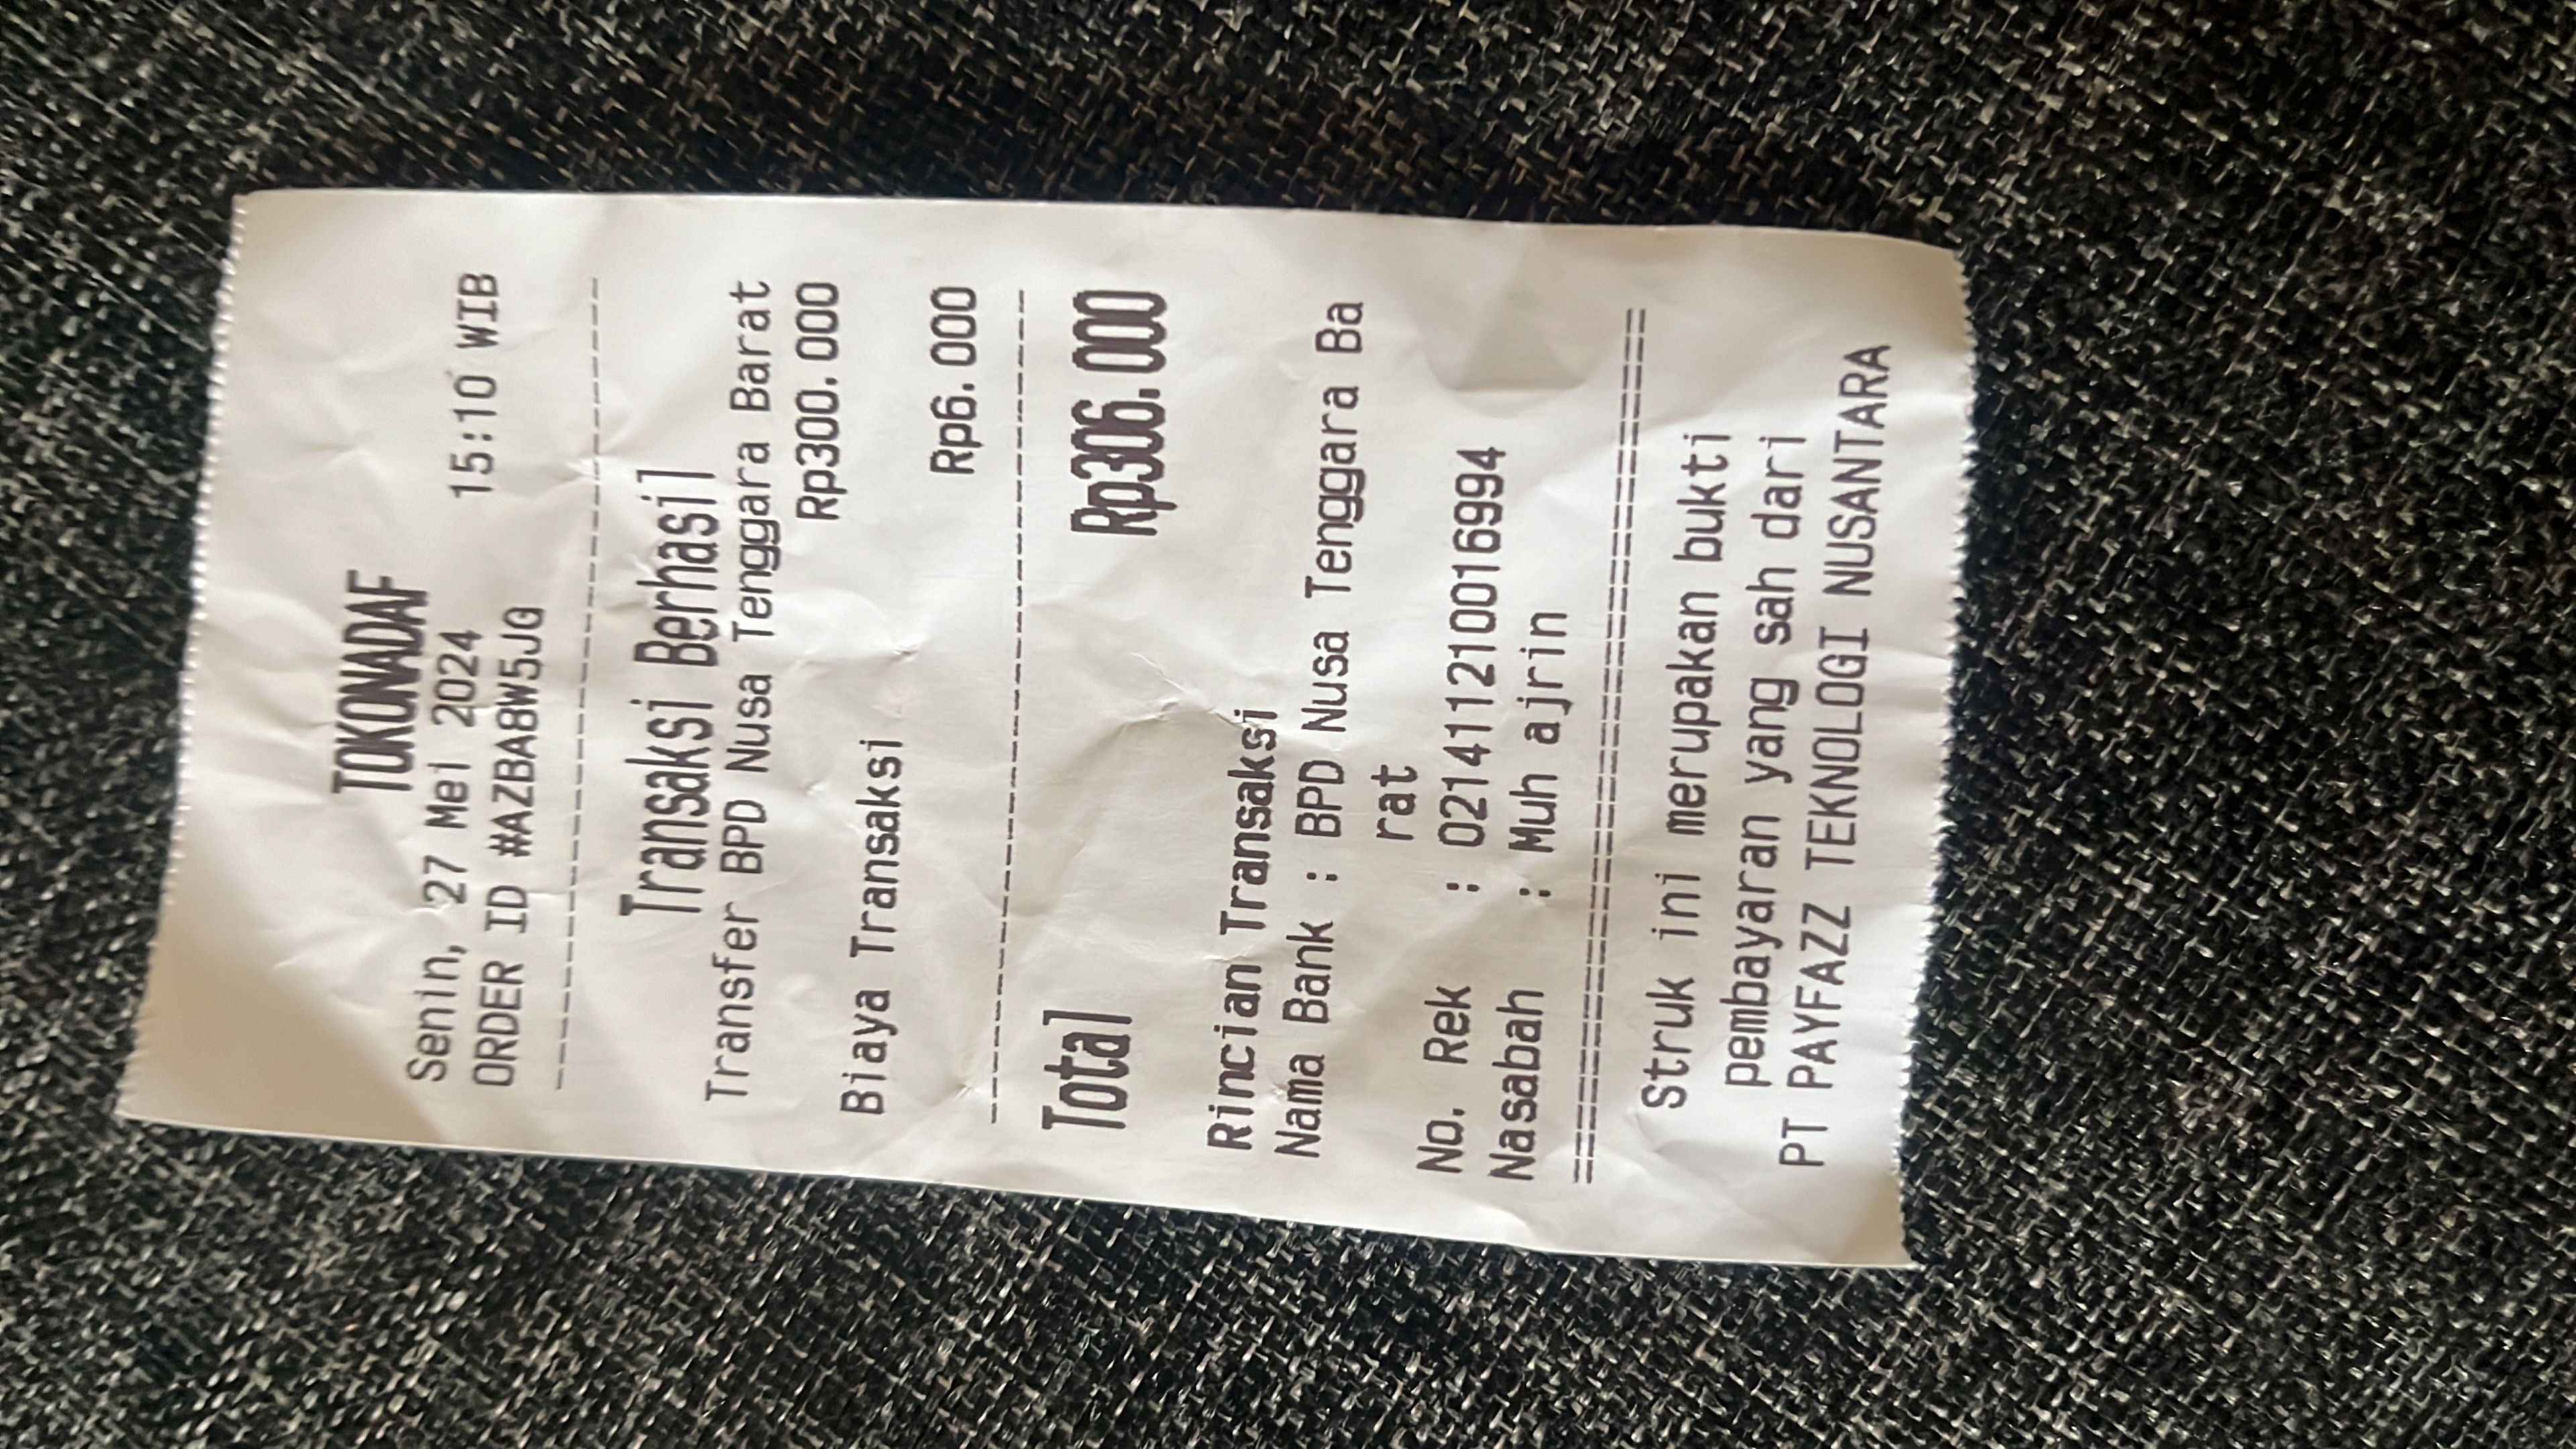 TOKONADAF
Senin, 27 Mei 2024 15:10 WIB
ORDER ID #AZBA8W5JG
Transaksi Berhasil
Transfer BPD Nusa Tenggara Barat
Rp300.000
Biaya Transaksi
Rp6.000
Total Rp306.000
Rincian Transaksi
Nama Bank : BPD Nusa Tenggara Ba
rat
No. Rek : 021411210016994
Nasabah : Muh ajrin
Struk ini merupakan bukti
pembayaran yang sah dari
PT PAYFAZZ TEKNOLOGI NUSANTARA